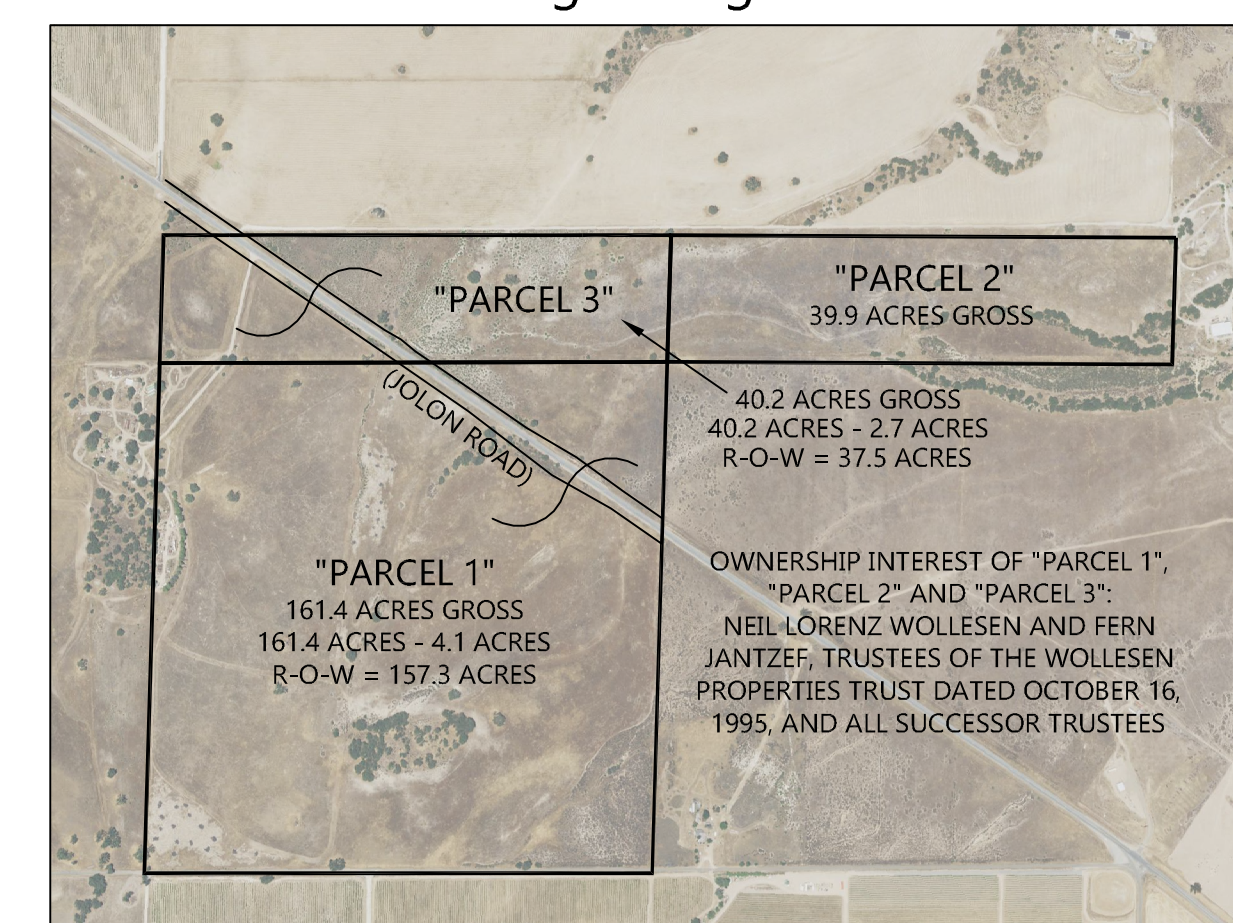 "PARCEL 3"
"PARCEL 2"
39.9 ACRES GROSS
40.2 ACRES GROSS
40.2 ACRES - 2.7 ACRES
R-O-W = 37.5 ACRES
(JOLON ROAD)
"PARCEL 1"
161.4 ACRES GROSS
161.4 ACRES - 4.1 ACRES
R-O-W = 157.3 ACRES
OWNERSHIP INTEREST OF "PARCEL 1",
"PARCEL 2" AND "PARCEL 3":
NEIL LORENZ WOLLESEN AND FERN
JANTZEF, TRUSTEES OF THE WOLLESEN
PROPERTIES TRUST DATED OCTOBER 16,
1995, AND ALL SUCCESSOR TRUSTEES